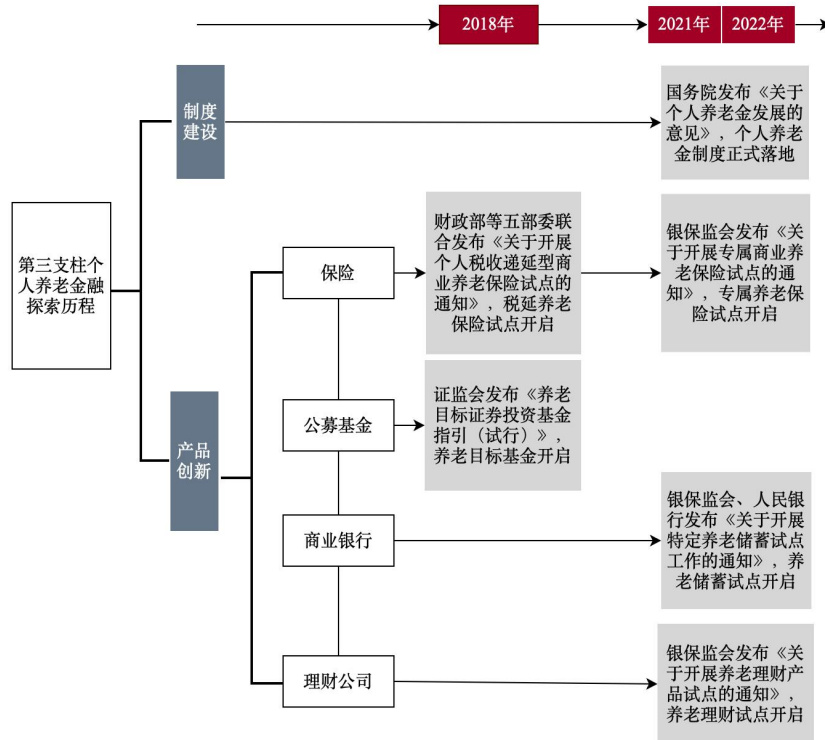 2018年
2021年
2022年
制度
建设
国务院发布《关于
个人养老金发展的
意见》，个人养老
金制度正式落地
第三支柱个
人养老金融
探索历程
保险
财政部等五部委联
合发布《关于开展
个人税收递延型商
业养老保险试点的
通知》，税延养老
保险试点开启
银保监会发布《关
于开展专属商业养
老保险试点的通
知》，专属养老保
险试点开启
产品
创新
公募基金
证监会发布《养老
目标证券投资基金
指引（试行）》，
养老目标基金开启
商业银行
银保监会、人民银
行发布《关于开展
特定养老储蓄试点
工作的通知》，养
老储蓄试点开启
理财公司
银保监会发布《关
于开展养老理财产
品试点的通知》，
养老理财试点开启